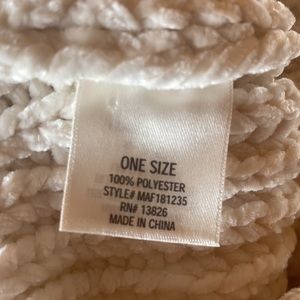 ONE SIZE
100% POLYESTER
STYLE# MAF181235
RN# 13826
MADE IN CHINA